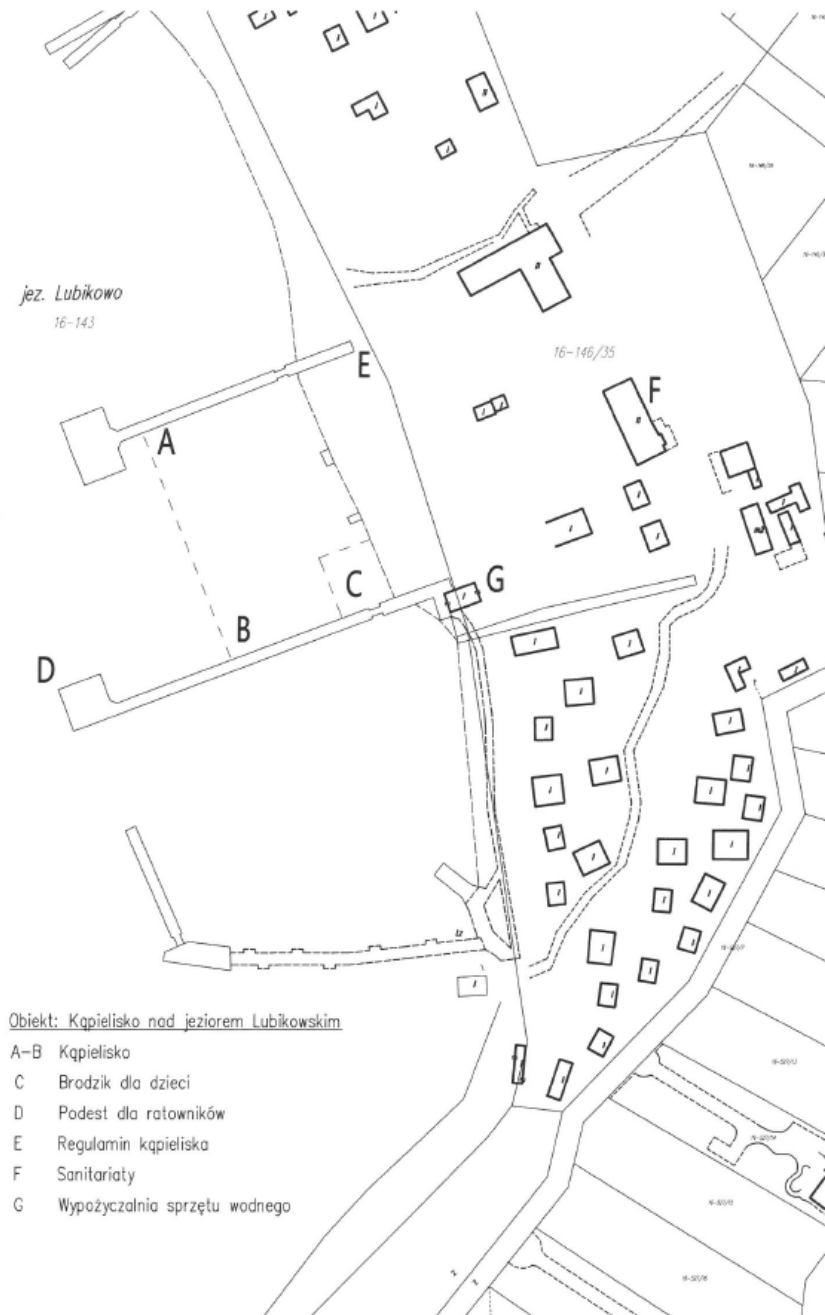 jez. Lubikowo
16-143
E
16-146/35
F
A
C
G
B
D
Obiekt: Kąpielisko nad jeziorem Lubikowskim
A-B Kąpielisko
C Brodzik dla dzieci
D Podest dla ratowników
E Regulamin kąpieliska
F Sanitariaty
G Wypożyczalnia sprzętu wodnego